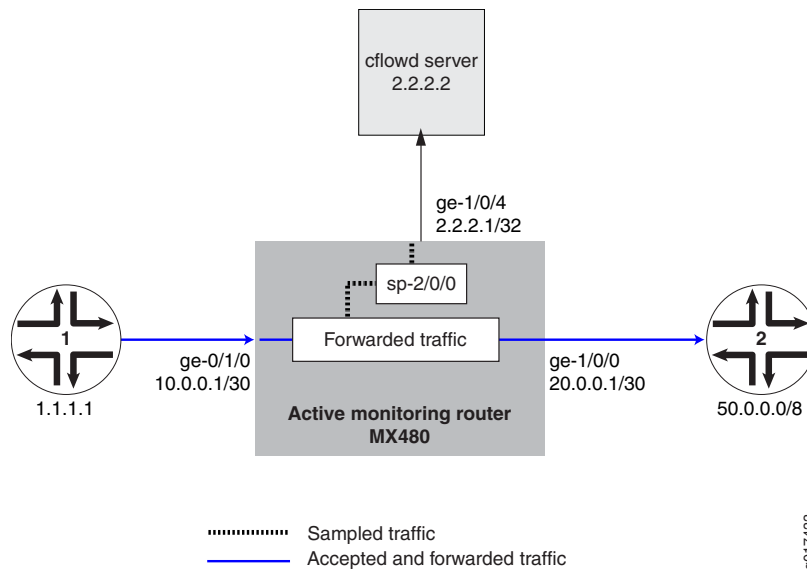 cflowd server
2.2.2.2
ge-1/0/4
2.2.2.1/32
sp-2/0/0
1
Forwarded traffic
2
ge-0/1/0
10.0.0.1/30
ge-1/0/0
20.0.0.1/30
1.1.1.1
50.0.0.0/8
Active monitoring router
MX480
Sampled traffic
Accepted and forwarded traffic